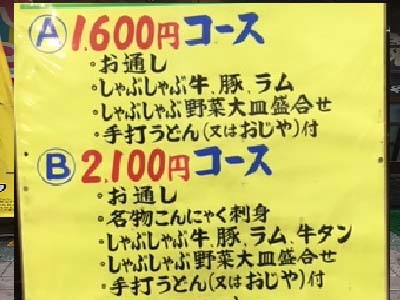 Ⓐ 1.600円 コース
・お通し
・しゃぶしゃぶ牛、豚、ラム
・しゃぶしゃぶ野菜大皿盛合せ
・手打うどん(又はおじや)付
Ⓑ 2.100円 コース
・お通し
・名物こんにゃく刺身
・しゃぶしゃぶ牛、豚、ラム、牛タン
・しゃぶしゃぶ野菜大皿盛合せ
・手打うどん(又はおじや)付